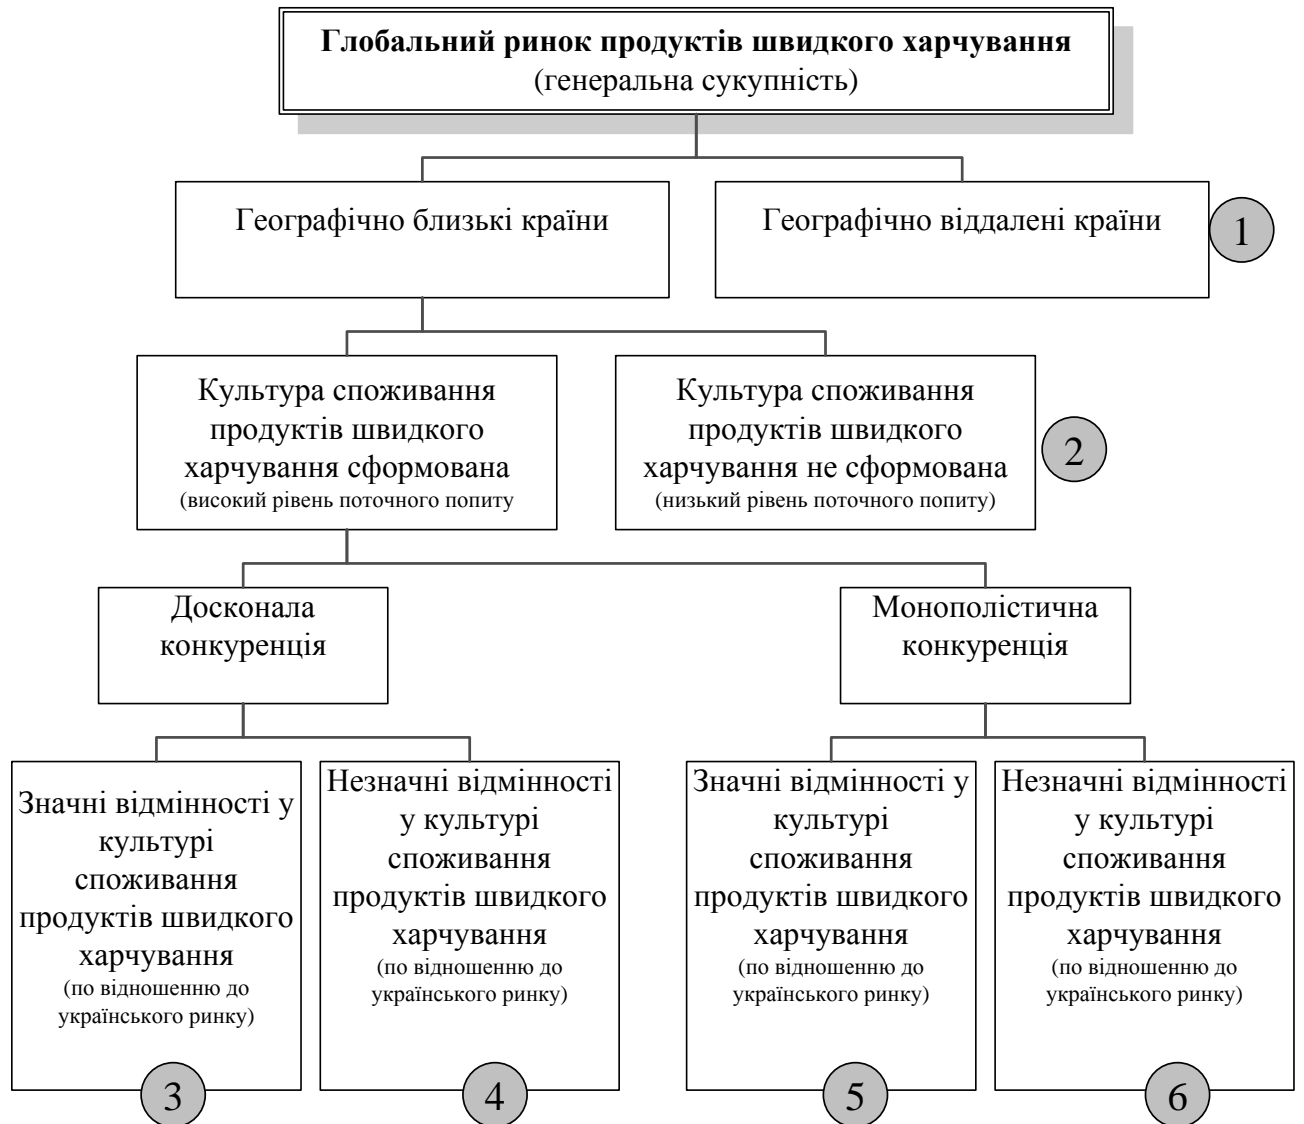 Глобальний ринок продуктів швидкого харчування
(генеральна сукупність)
Географічно близькі країни
Географічно віддалені країни
1
Культура споживання
продуктів швидкого
харчування сформована
(високий рівень поточного попиту
Культура споживання
продуктів швидкого
харчування не сформована
(низький рівень поточного попиту)
2
Досконала
конкуренція
Монополістична
конкуренція
Значні відмінності у
культурі
споживання
продуктів швидкого
харчування
(по відношенню до
українського ринку)
3
Незначні відмінності
у культурі
споживання
продуктів швидкого
харчування
(по відношенню до
українського ринку)
4
Значні відмінності у
культурі
споживання
продуктів швидкого
харчування
(по відношенню до
українського ринку)
5
Незначні відмінності
у культурі
споживання
продуктів швидкого
харчування
(по відношенню до
українського ринку)
6